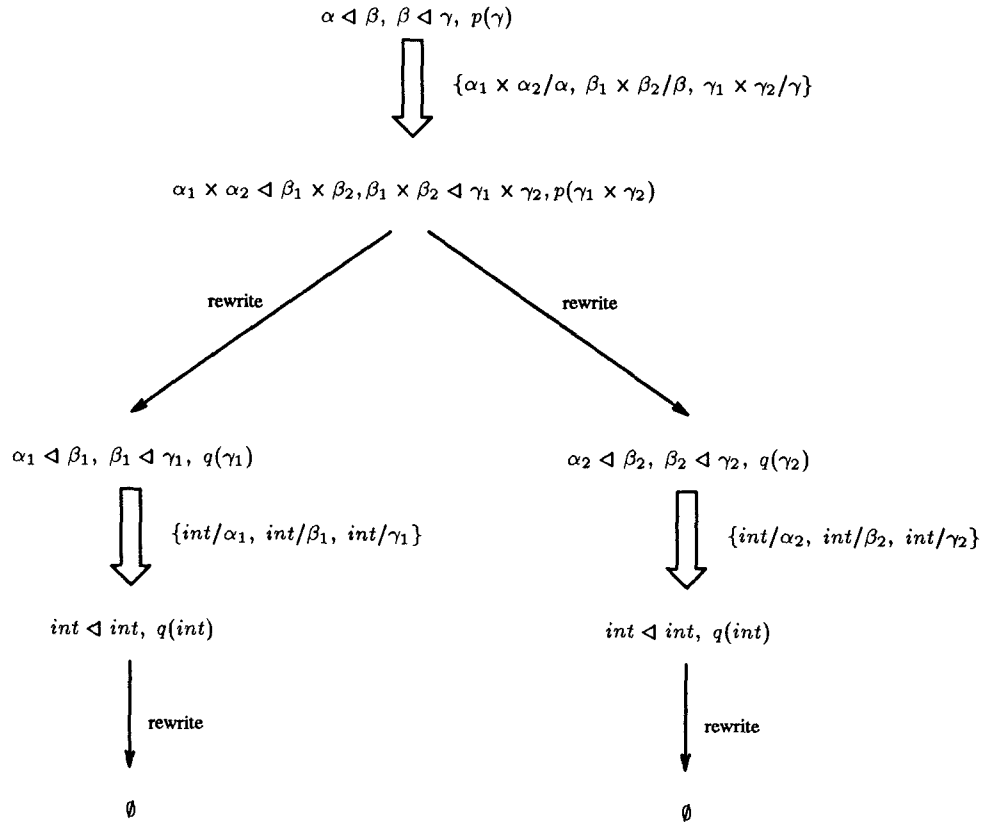 α ⊲ β, β ⊲ γ, p(γ)
{α₁ × α₂/α, β₁ × β₂/β, γ₁ × γ₂/γ}
α₁ × α₂ ⊲ β₁ × β₂, β₁ × β₂ ⊲ γ₁ × γ₂, p(γ₁ × γ₂)
rewrite
rewrite
α₁ ⊲ β₁, β₁ ⊲ γ₁, q(γ₁)
α₂ ⊲ β₂, β₂ ⊲ γ₂, q(γ₂)
{int/α₁, int/β₁, int/γ₁}
{int/α₂, int/β₂, int/γ₂}
int ⊲ int, q(int)
int ⊲ int, q(int)
rewrite
rewrite
∅
∅